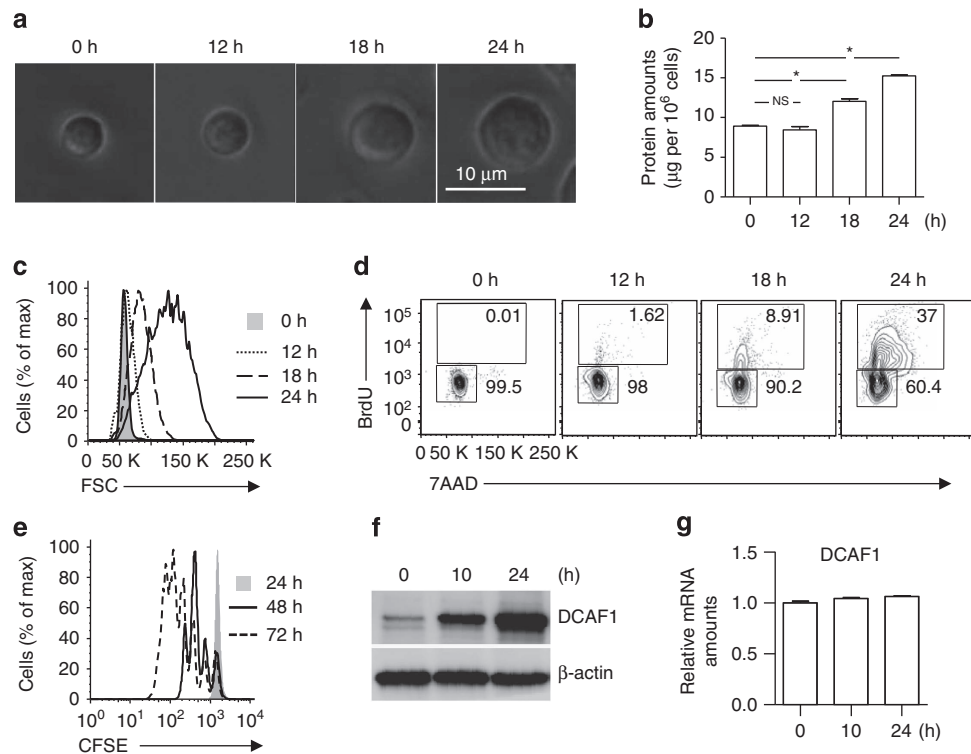 a
0 h 12 h 18 h 24 h
10 μm
b
Protein amounts
(μg per 10⁶ cells)
20
15
10
5
0
*
*
NS
0 12 18 24 (h)
c
Cells (% of max)
100
80
60
40
20
0
0 50 K 150 K 250 K
FSC
0 h
12 h
18 h
24 h
d
0 h 12 h 18 h 24 h
BrdU
10⁵
10⁴
10³
10²
0
0.01
99.5
1.62
98
8.91
90.2
37
60.4
0 50 K 150 K 250 K
7AAD
e
Cells (% of max)
100
80
60
40
20
0
10⁰ 10¹ 10² 10³ 10⁴
CFSE
24 h
48 h
72 h
f
0 10 24 (h)
DCAF1
β-actin
g
DCAF1
Relative mRNA
amounts
1.5
1.0
0.0
0 10 24 (h)